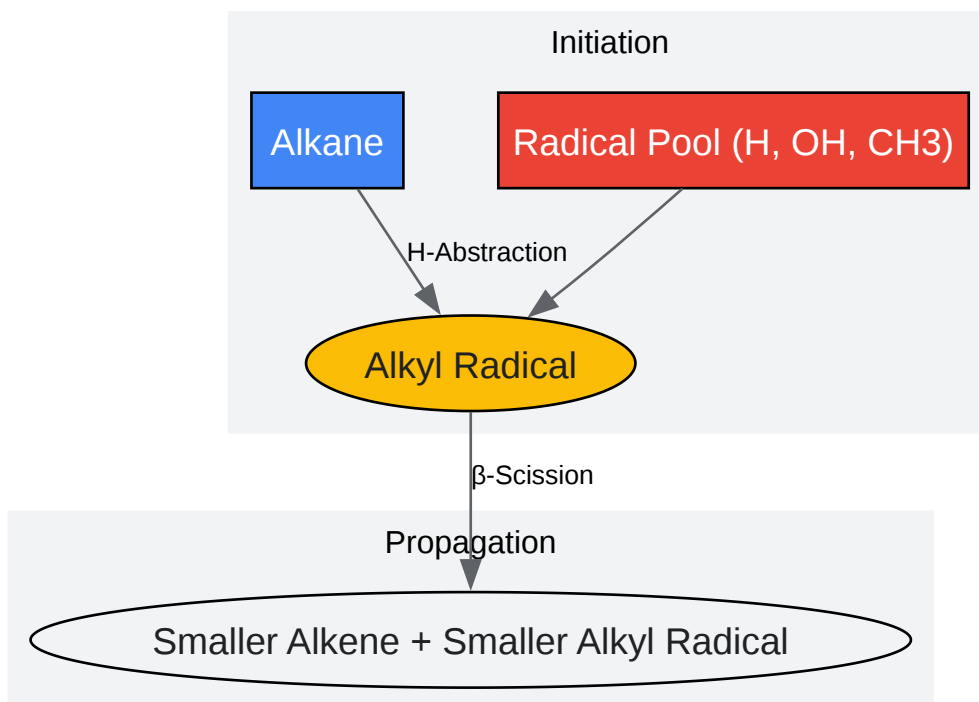 Initiation
Alkane
Radical Pool (H, OH, CH3)
H-Abstraction
Alkyl Radical
β-Scission
Propagation
Smaller Alkene + Smaller Alkyl Radical